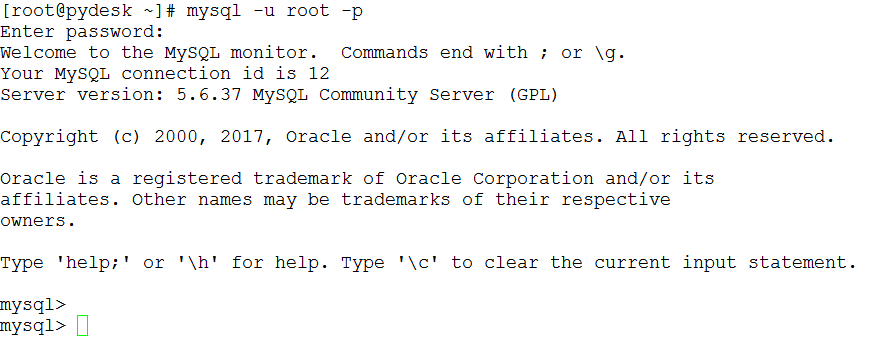 [root@pydesk ~]# mysql -u root -p
Enter password:
Welcome to the MySQL monitor.  Commands end with ; or \g.
Your MySQL connection id is 12
Server version: 5.6.37 MySQL Community Server (GPL)
Copyright (c) 2000, 2017, Oracle and/or its affiliates. All rights reserved.
Oracle is a registered trademark of Oracle Corporation and/or its
affiliates. Other names may be trademarks of their respective
owners.
Type 'help;' or '\h' for help. Type '\c' to clear the current input statement.
mysql>
mysql>